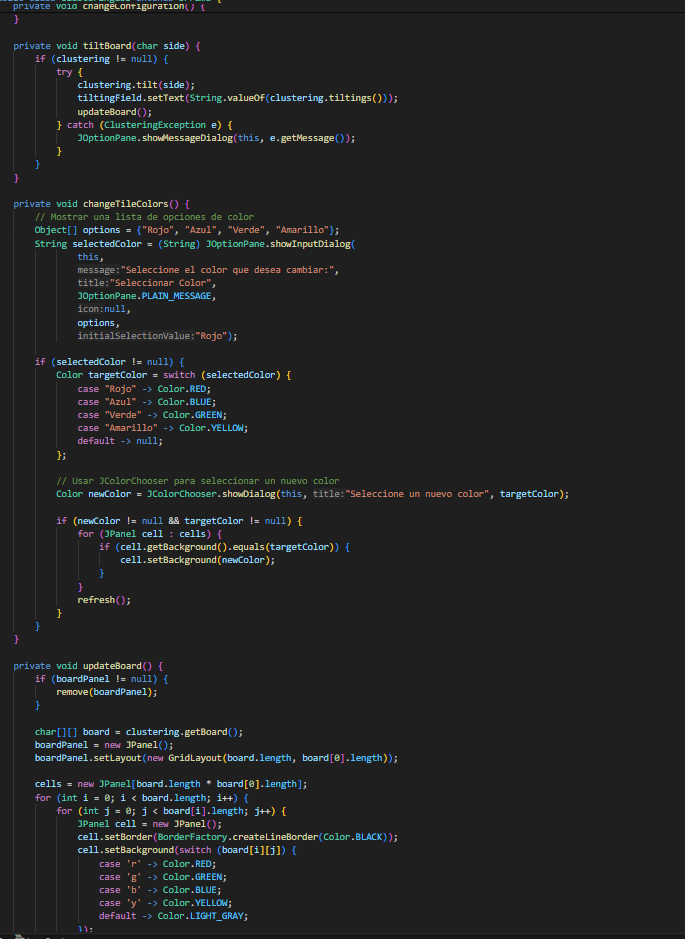 private void changeConfiguration() {
}
private void tiltBoard(char side) {
if (clustering != null) {
try {
clustering.tilt(side);
tiltingField.setText(String.valueOf(clustering.tiltings()));
updateBoard();
} catch (ClusteringException e) {
JOptionPane.showMessageDialog(this, e.getMessage());
}
}
}
private void changeTileColors() {
// Mostrar una lista de opciones de color
Object[] options = {"Rojo", "Azul", "Verde", "Amarillo"};
String selectedColor = (String) JOptionPane.showInputDialog(
this,
message:"Seleccione el color que desea cambiar:",
title:"Seleccionar Color",
JOptionPane.PLAIN_MESSAGE,
icon:null,
options,
initialSelectionValue:"Rojo");
if (selectedColor != null) {
Color targetColor = switch (selectedColor) {
case "Rojo" -> Color.RED;
case "Azul" -> Color.BLUE;
case "Verde" -> Color.GREEN;
case "Amarillo" -> Color.YELLOW;
default -> null;
};
// Usar JColorChooser para seleccionar un nuevo color
Color newColor = JColorChooser.showDialog(this, title:"Seleccione un nuevo color", targetColor);
if (newColor != null && targetColor != null) {
for (JPanel cell : cells) {
if (cell.getBackground().equals(targetColor)) {
cell.setBackground(newColor);
}
}
refresh();
}
}
}
private void updateBoard() {
if (boardPanel != null) {
remove(boardPanel);
}
char[][] board = clustering.getBoard();
boardPanel = new JPanel();
boardPanel.setLayout(new GridLayout(board.length, board[0].length));
cells = new JPanel[board.length * board[0].length];
for (int i = 0; i < board.length; i++) {
for (int j = 0; j < board[i].length; j++) {
JPanel cell = new JPanel();
cell.setBorder(BorderFactory.createLineBorder(Color.BLACK));
cell.setBackground(switch (board[i][j]) {
case 'r' -> Color.RED;
case 'g' -> Color.GREEN;
case 'b' -> Color.BLUE;
case 'y' -> Color.YELLOW;
default -> Color.LIGHT_GRAY;
});